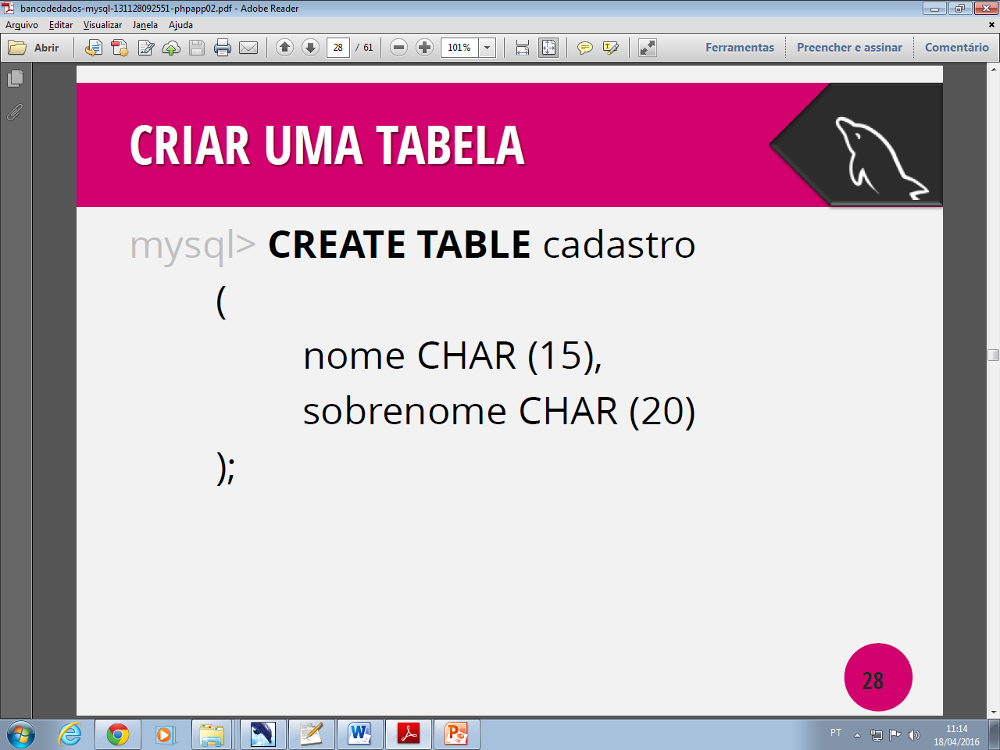 bancodedados-mysql-131128092551-phpapp02.pdf - Adobe Reader
Arquivo Editar Visualizar Janela Ajuda
Abrir 28 / 61 101% Ferramentas Preencher e assinar Comentário
CRIAR UMA TABELA
mysql> CREATE TABLE cadastro
(
nome CHAR (15),
sobrenome CHAR (20)
);
28
PT 11:14
18/04/2016